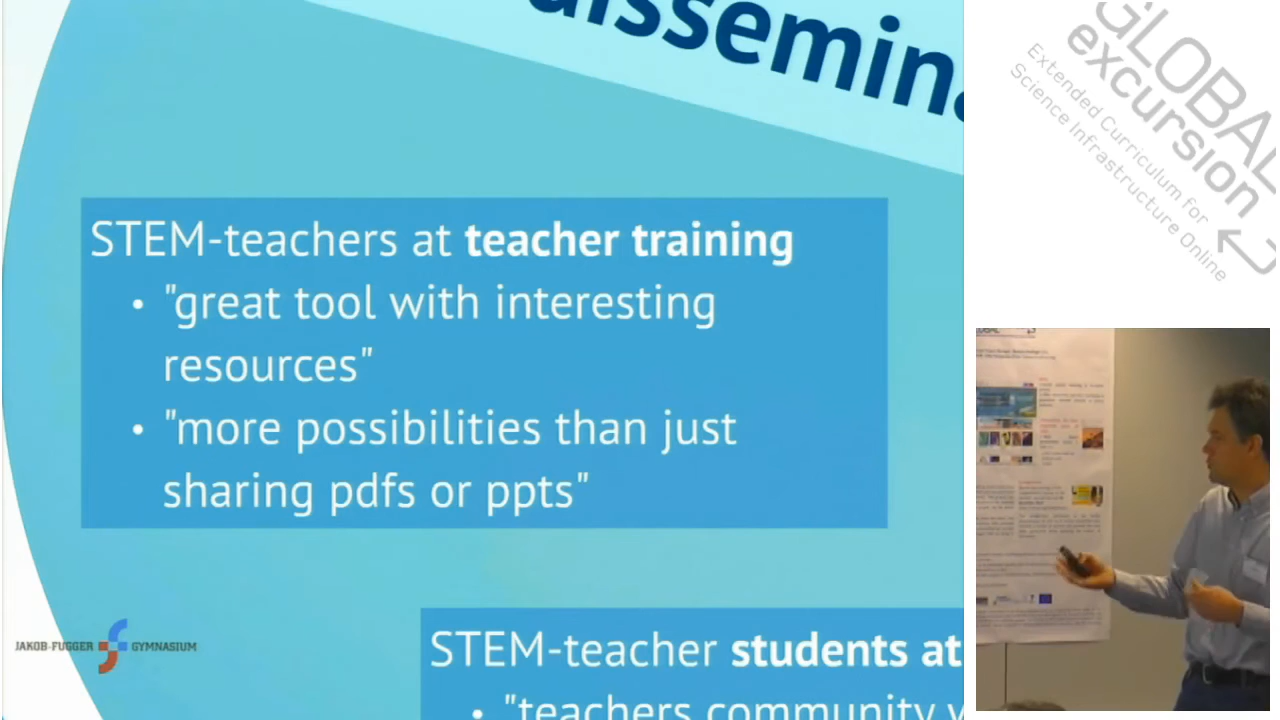 dissemina
STEM-teachers at teacher training
• "great tool with interesting
resources"
• "more possibilities than just
sharing pdfs or ppts"
STEM-teacher students at
• "teachers community
JAKOB-FUGGER GYMNASIUM
GLOBAL
excursion
Extended Curriculum for
Science Infrastructure Online